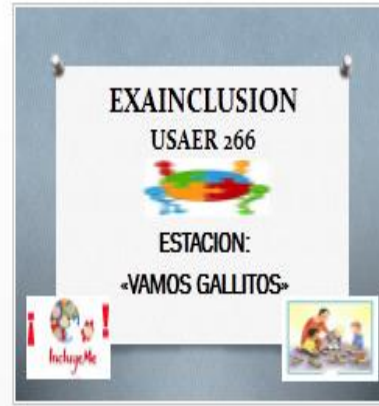 EXAINCLUSION
USAER 266
ESTACION:
«VAMOS GALLITOS»
¡ !
IncluyeMe